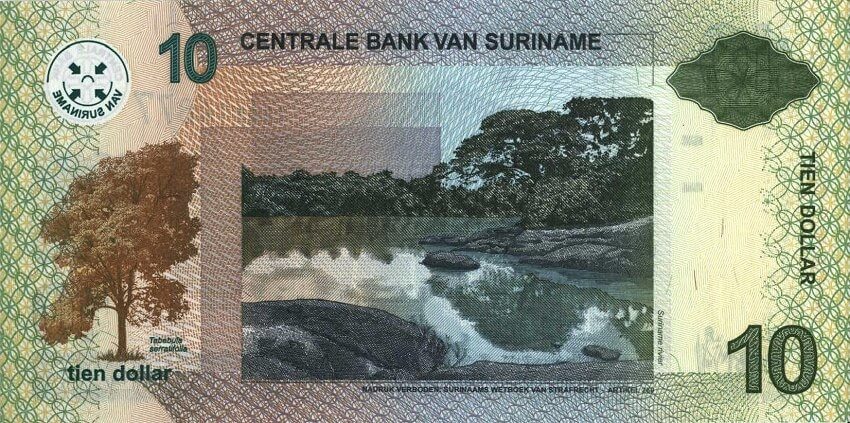 10
CENTRALE BANK VAN SURINAME
VAN SURINAME
TIEN DOLLAR
Tabebuia
serratifolia
tien dollar
Suriname rivier
NADRUK VERBODEN: SURINAAMS WETBOEK VAN STRAFRECHT - ARTIKEL 269
10